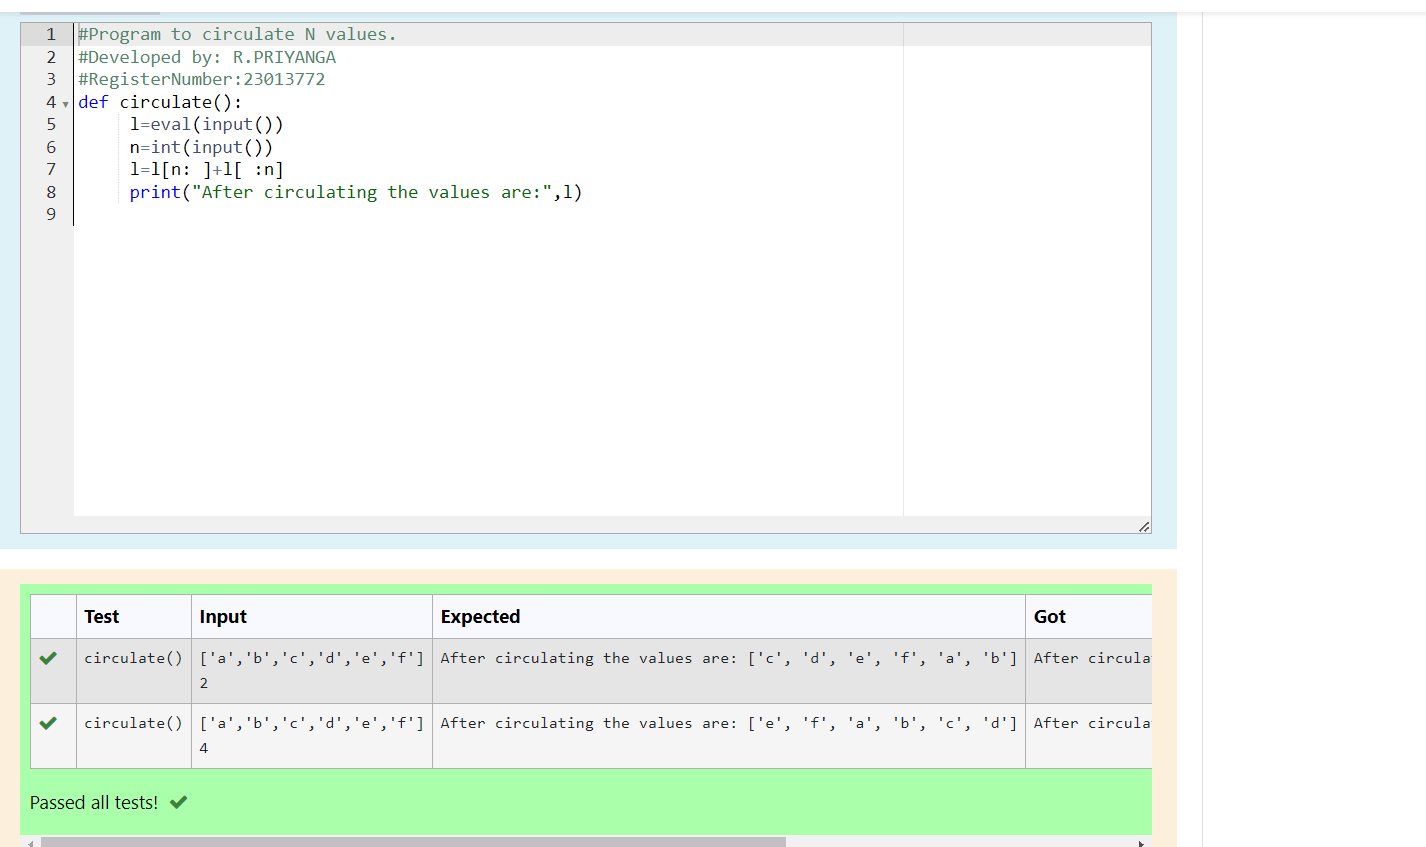 1 #Program to circulate N values.
2 #Developed by: R.PRIYANGA
3 #RegisterNumber:23013772
4 def circulate():
5 l=eval(input())
6 n=int(input())
7 l=l[n: ]+l[ :n]
8 print("After circulating the values are:",l)
9
Test Input Expected Got
circulate() ['a','b','c','d','e','f'] After circulating the values are: ['c', 'd', 'e', 'f', 'a', 'b'] After circula
2
circulate() ['a','b','c','d','e','f'] After circulating the values are: ['e', 'f', 'a', 'b', 'c', 'd'] After circula
4
Passed all tests!